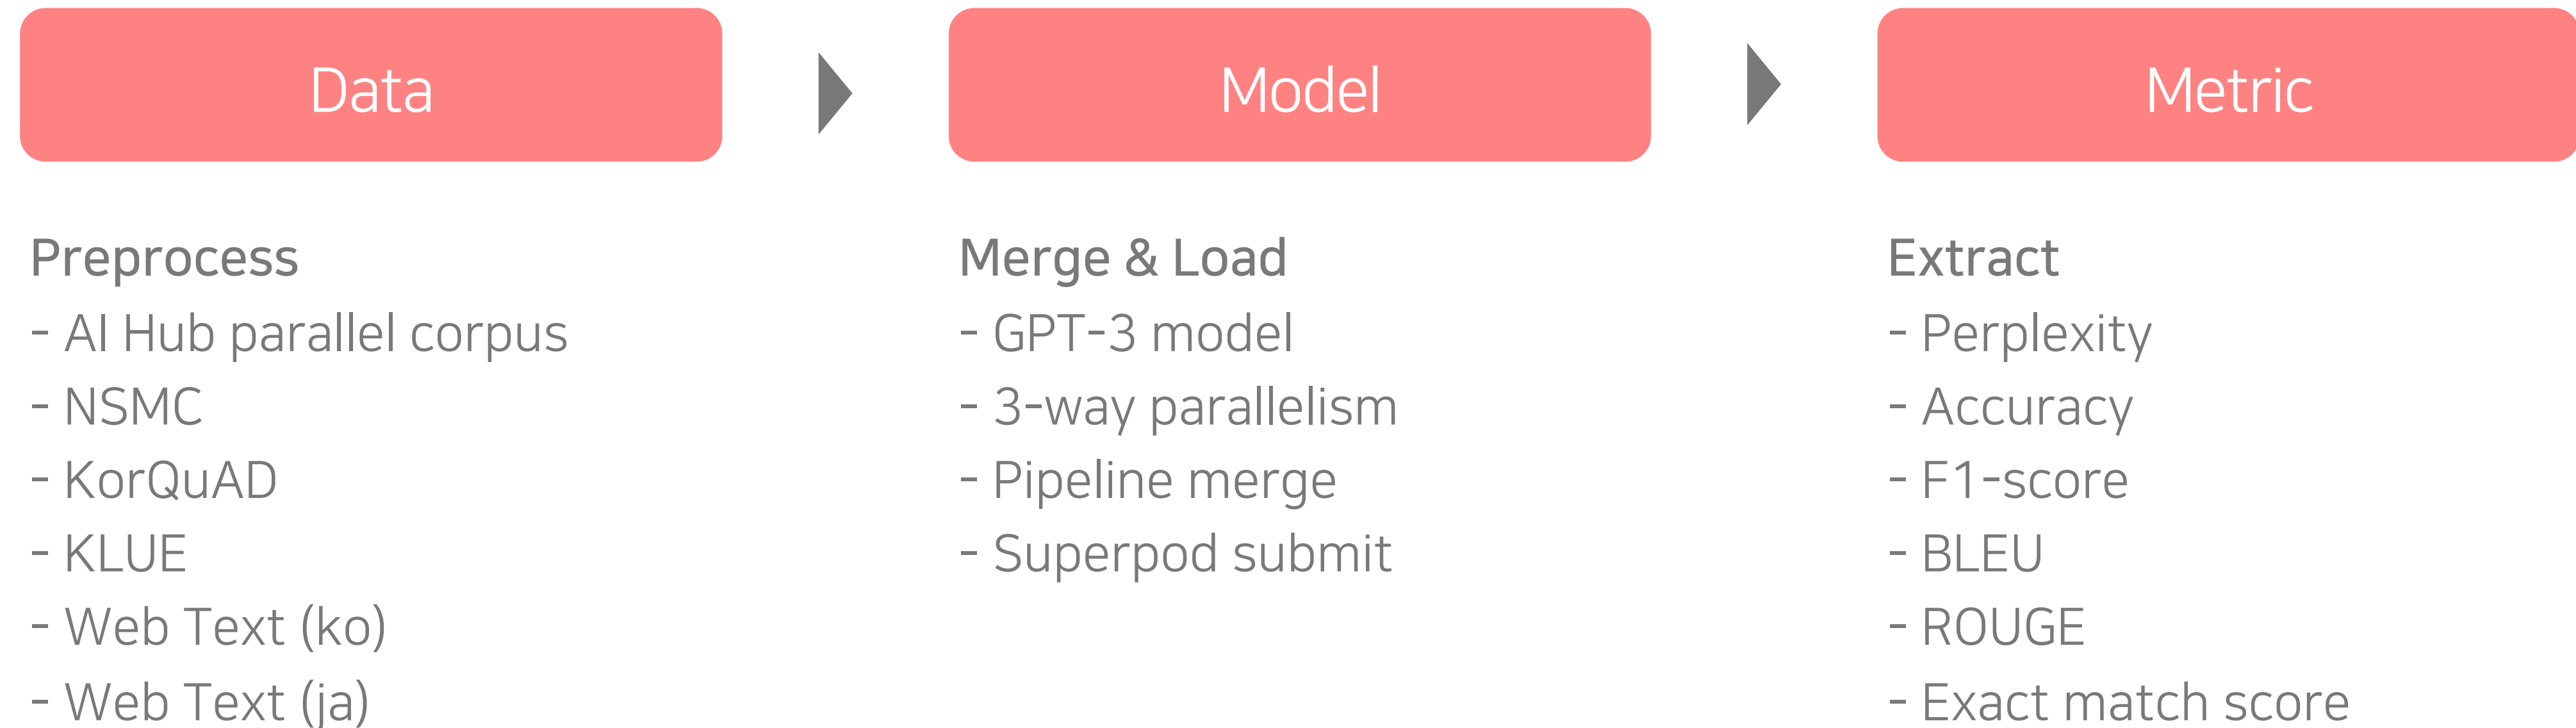 Data
Preprocess
- AI Hub parallel corpus
- NSMC
- KorQuAD
- KLUE
- Web Text (ko)
- Web Text (ja)
Model
Merge & Load
- GPT-3 model
- 3-way parallelism
- Pipeline merge
- Superpod submit
Metric
Extract
- Perplexity
- Accuracy
- F1-score
- BLEU
- ROUGE
- Exact match score